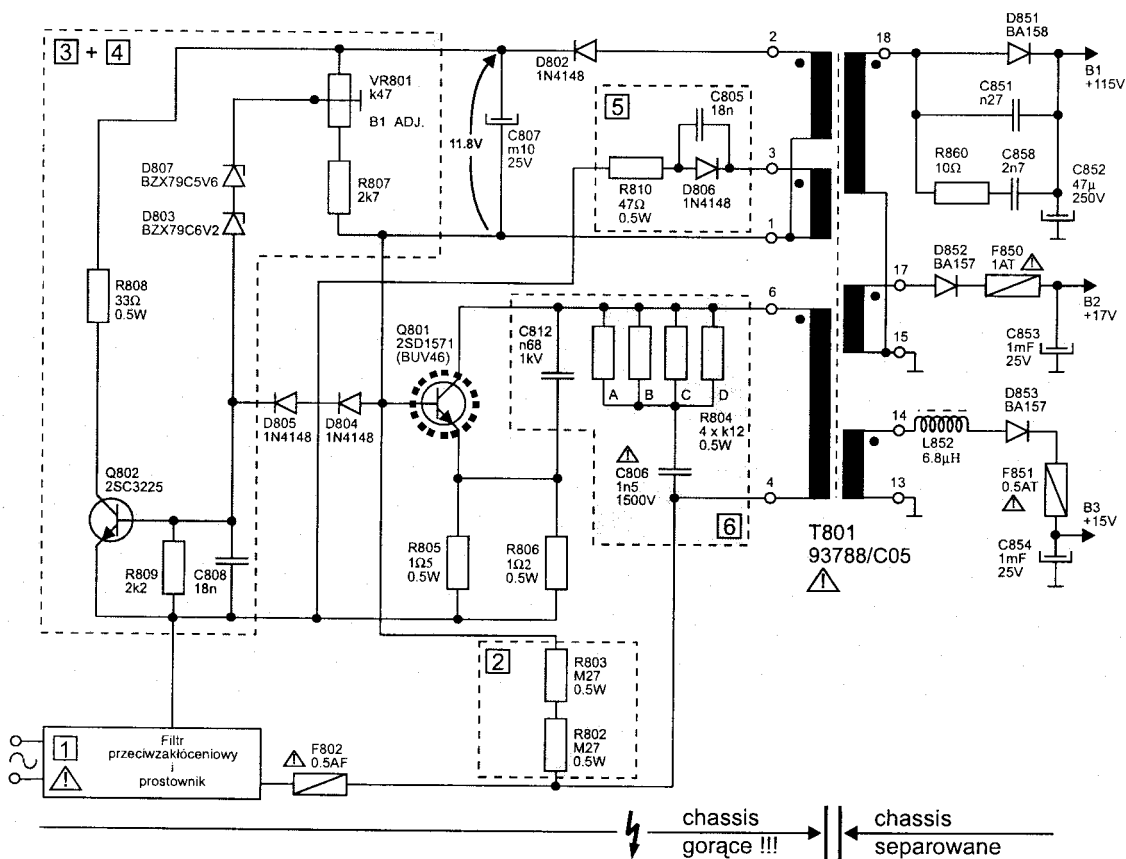 3 + 4
VR801
k47
B1 ADJ.
D807
BZX79C5V6
D803
BZX79C6V2
R807
2k7
R808
33Ω
0.5W
11.8V
D802
1N4148
C807
m10
25V
5
C805
18n
R810
47Ω
0.5W
D806
1N4148
2
3
1
6
4
18
17
15
14
13
D851
BA158
B1
+115V
C851
n27
R860
10Ω
C858
2n7
C852
47µ
250V
D852
BA157
F850
1AT
B2
+17V
C853
1mF
25V
L852
6.8µH
D853
BA157
F851
0.5AT
B3
+15V
C854
1mF
25V
Q801
2SD1571
(BUV46)
C812
n68
1kV
A
B
C
D
R804
4 x k12
0.5W
D805
1N4148
D804
1N4148
C806
1n5
1500V
6
T801
93788/C05
Q802
2SC3225
R809
2k2
C808
18n
R805
1Ω5
0.5W
R806
1Ω2
0.5W
2
R803
M27
0.5W
R802
M27
0.5W
1
Filtr
przeciwzakłóceniowy
i
prostownik
F802
0.5AF
chassis
gorące !!!
chassis
separowane